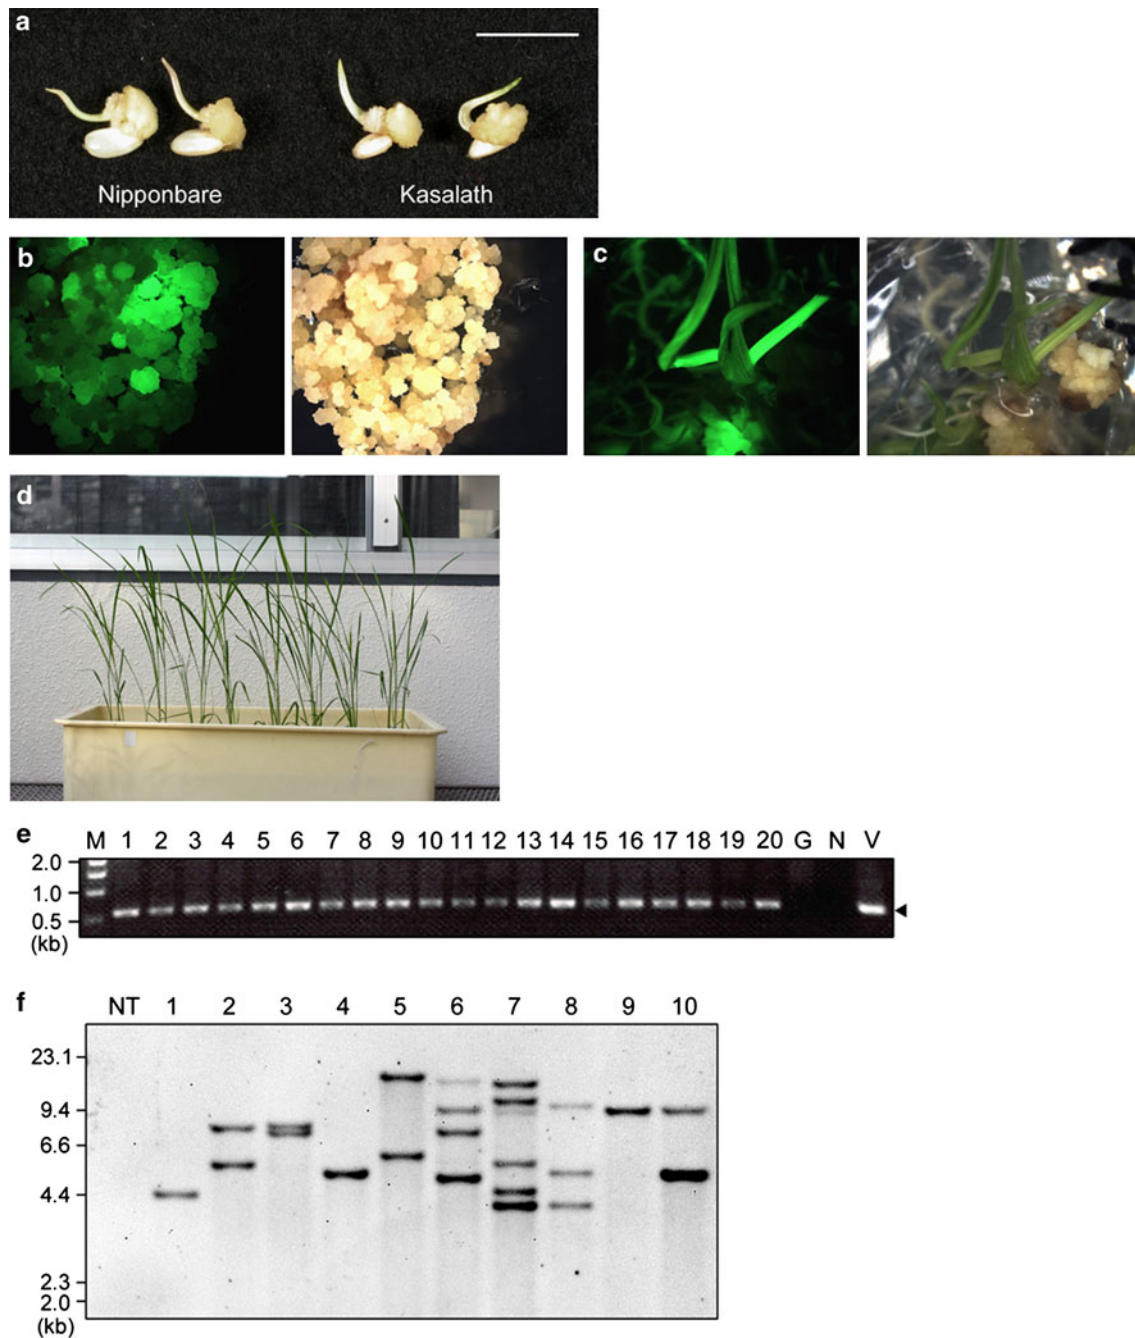 a
Nipponbare Kasalath
b c
d
e
M 1 2 3 4 5 6 7 8 9 10 11 12 13 14 15 16 17 18 19 20 G N V
2.0
1.0
0.5
(kb)
f
NT 1 2 3 4 5 6 7 8 9 10
23.1
9.4
6.6
4.4
2.3
2.0
(kb)